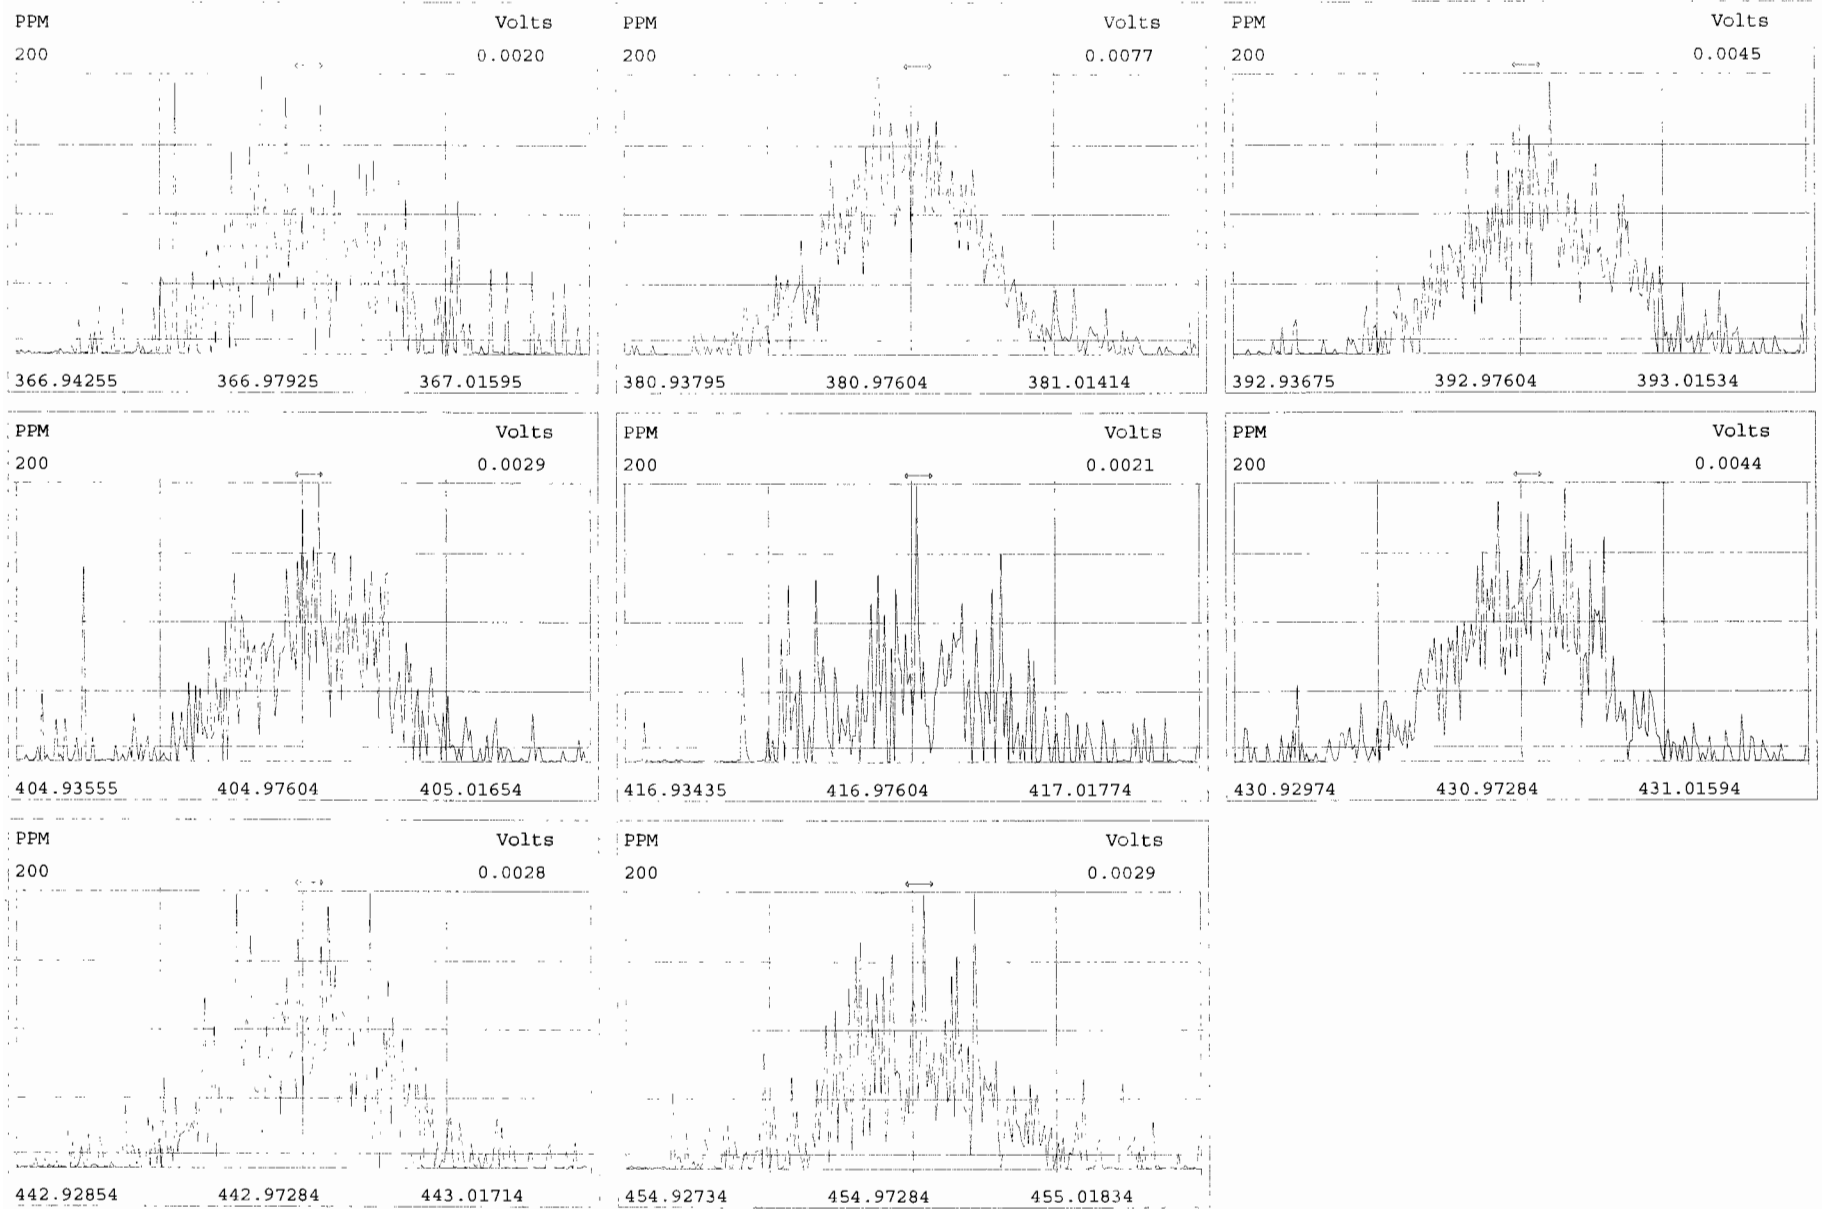 PPM Volts
200 0.0020
366.94255 366.97925 367.01595
PPM Volts
200 0.0077
380.93795 380.97604 381.01414
PPM Volts
200 0.0045
392.93675 392.97604 393.01534
PPM Volts
200 0.0029
404.93555 404.97604 405.01654
PPM Volts
200 0.0021
416.93435 416.97604 417.01774
PPM Volts
200 0.0044
430.92974 430.97284 431.01594
PPM Volts
200 0.0028
442.92854 442.97284 443.01714
PPM Volts
200 0.0029
454.92734 454.97284 455.01834